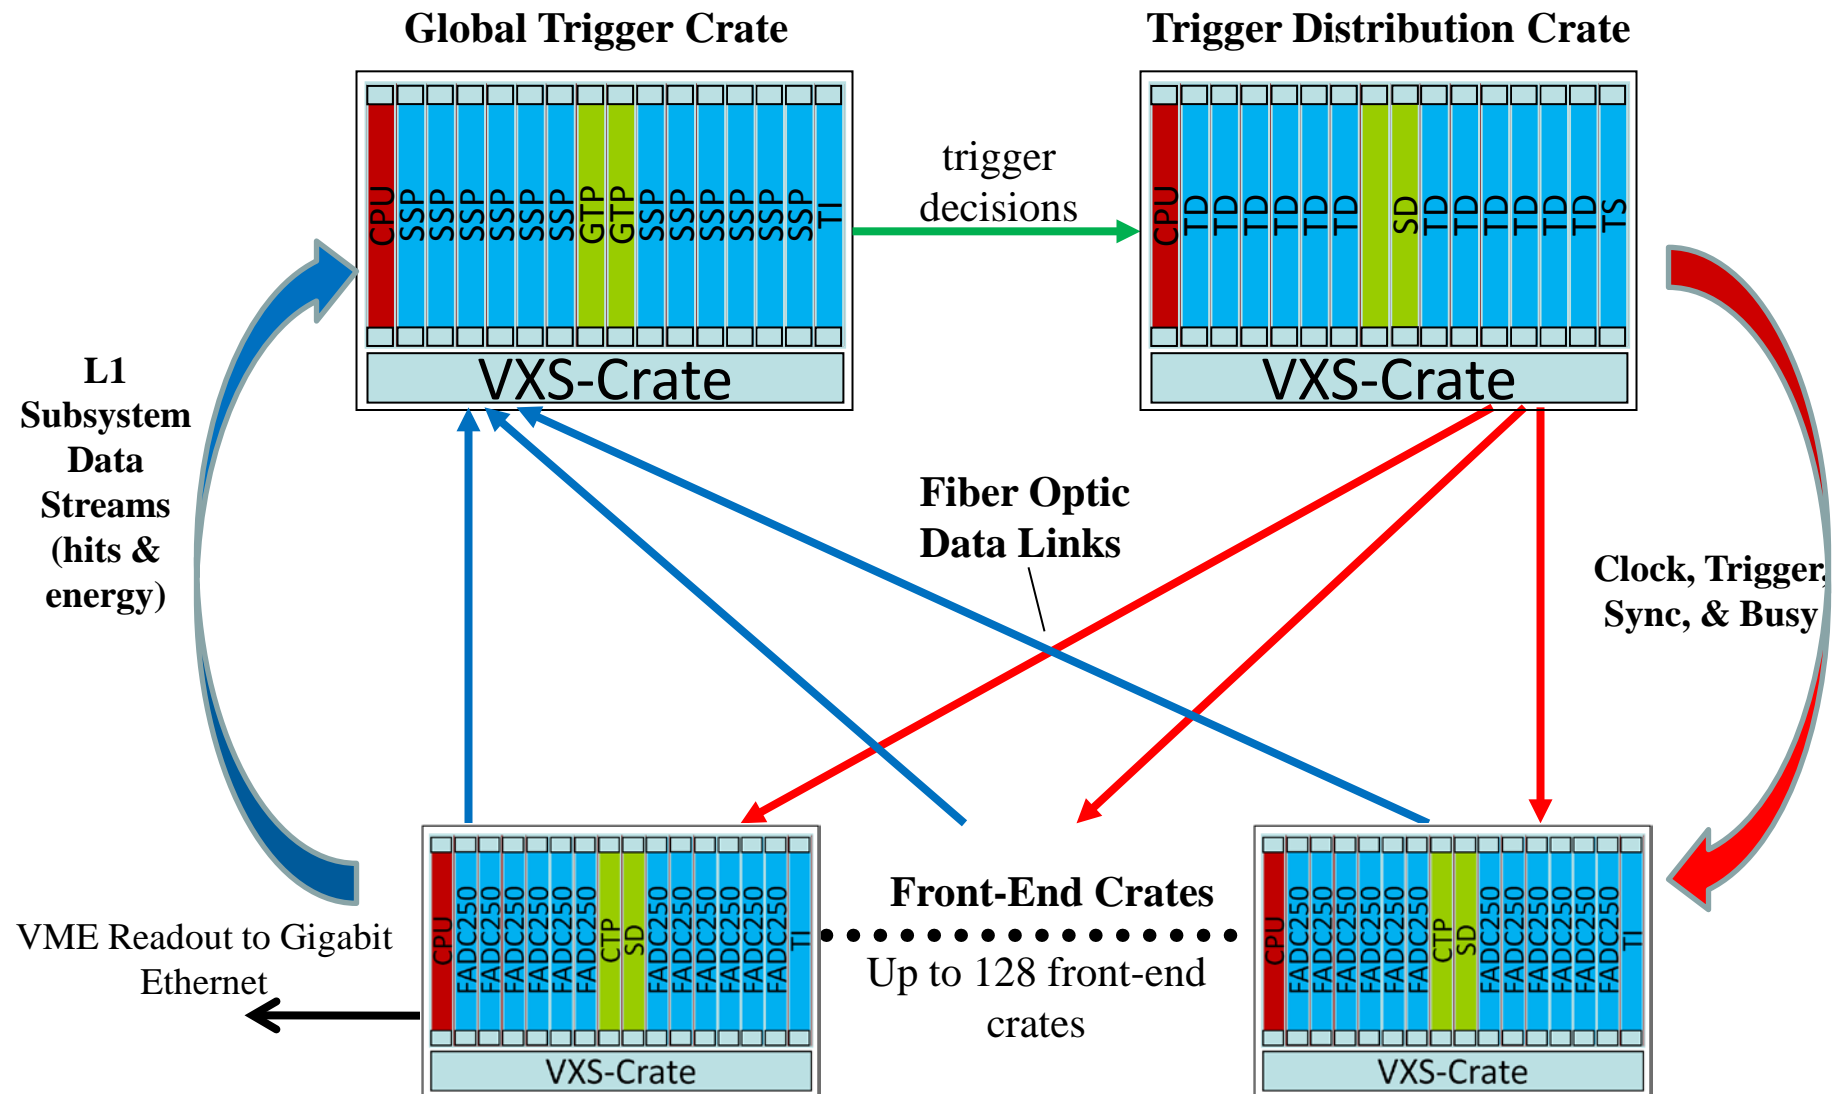 Global Trigger Crate
Trigger Distribution Crate
CPU
SSP
SSP
SSP
SSP
SSP
SSP
GTP
GTP
SSP
SSP
SSP
SSP
SSP
SSP
TI
VXS-Crate
trigger
decisions
CPU
TD
TD
TD
TD
TD
TD
SD
TD
TD
TD
TD
TD
TD
TS
VXS-Crate
L1
Subsystem
Data
Streams
(hits &
energy)
Fiber Optic
Data Links
Clock, Trigger,
Sync, & Busy
VME Readout to Gigabit
Ethernet
CPU
FADC250
FADC250
FADC250
FADC250
FADC250
FADC250
CTP
SD
FADC250
FADC250
FADC250
FADC250
FADC250
FADC250
TI
VXS-Crate
Front-End Crates
Up to 128 front-end
crates
CPU
FADC250
FADC250
FADC250
FADC250
FADC250
FADC250
CTP
SD
FADC250
FADC250
FADC250
FADC250
FADC250
FADC250
TI
VXS-Crate